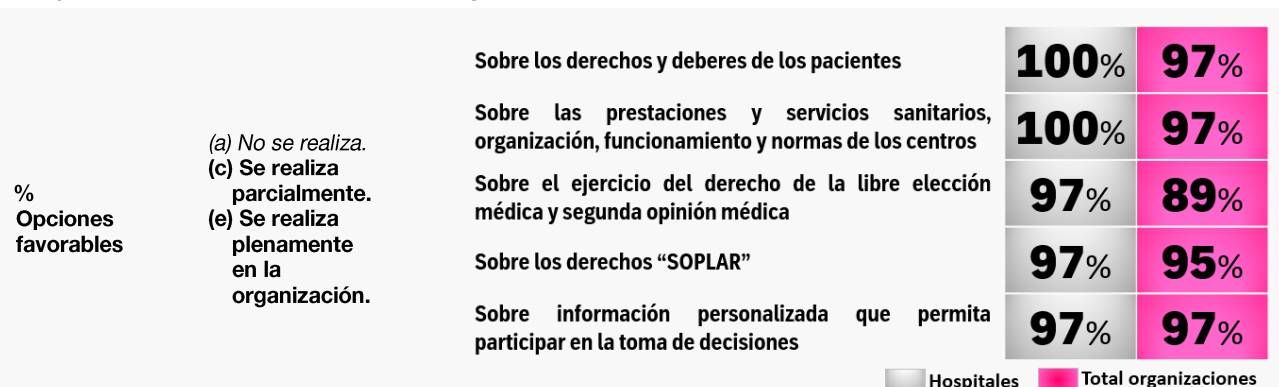 %
Opciones
favorables
(a) No se realiza.
(c) Se realiza
parcialmente.
(e) Se realiza
plenamente
en la
organización.
Sobre los derechos y deberes de los pacientes
100% 97%
Sobre las prestaciones y servicios sanitarios,
organización, funcionamiento y normas de los centros
100% 97%
Sobre el ejercicio del derecho de la libre elección
médica y segunda opinión médica
97% 89%
Sobre los derechos “SOPLAR”
97% 95%
Sobre información personalizada que permita
participar en la toma de decisiones
97% 97%
Hospitales Total organizaciones